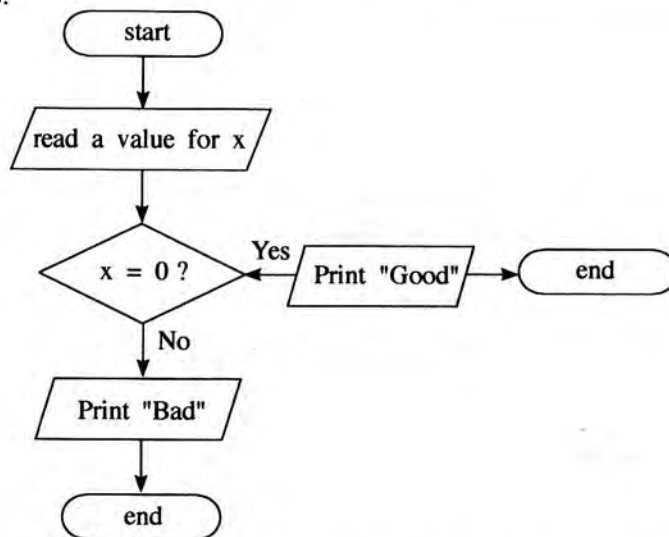 start
read a value for x
x = 0 ?
Yes
Print "Good"
end
No
Print "Bad"
end